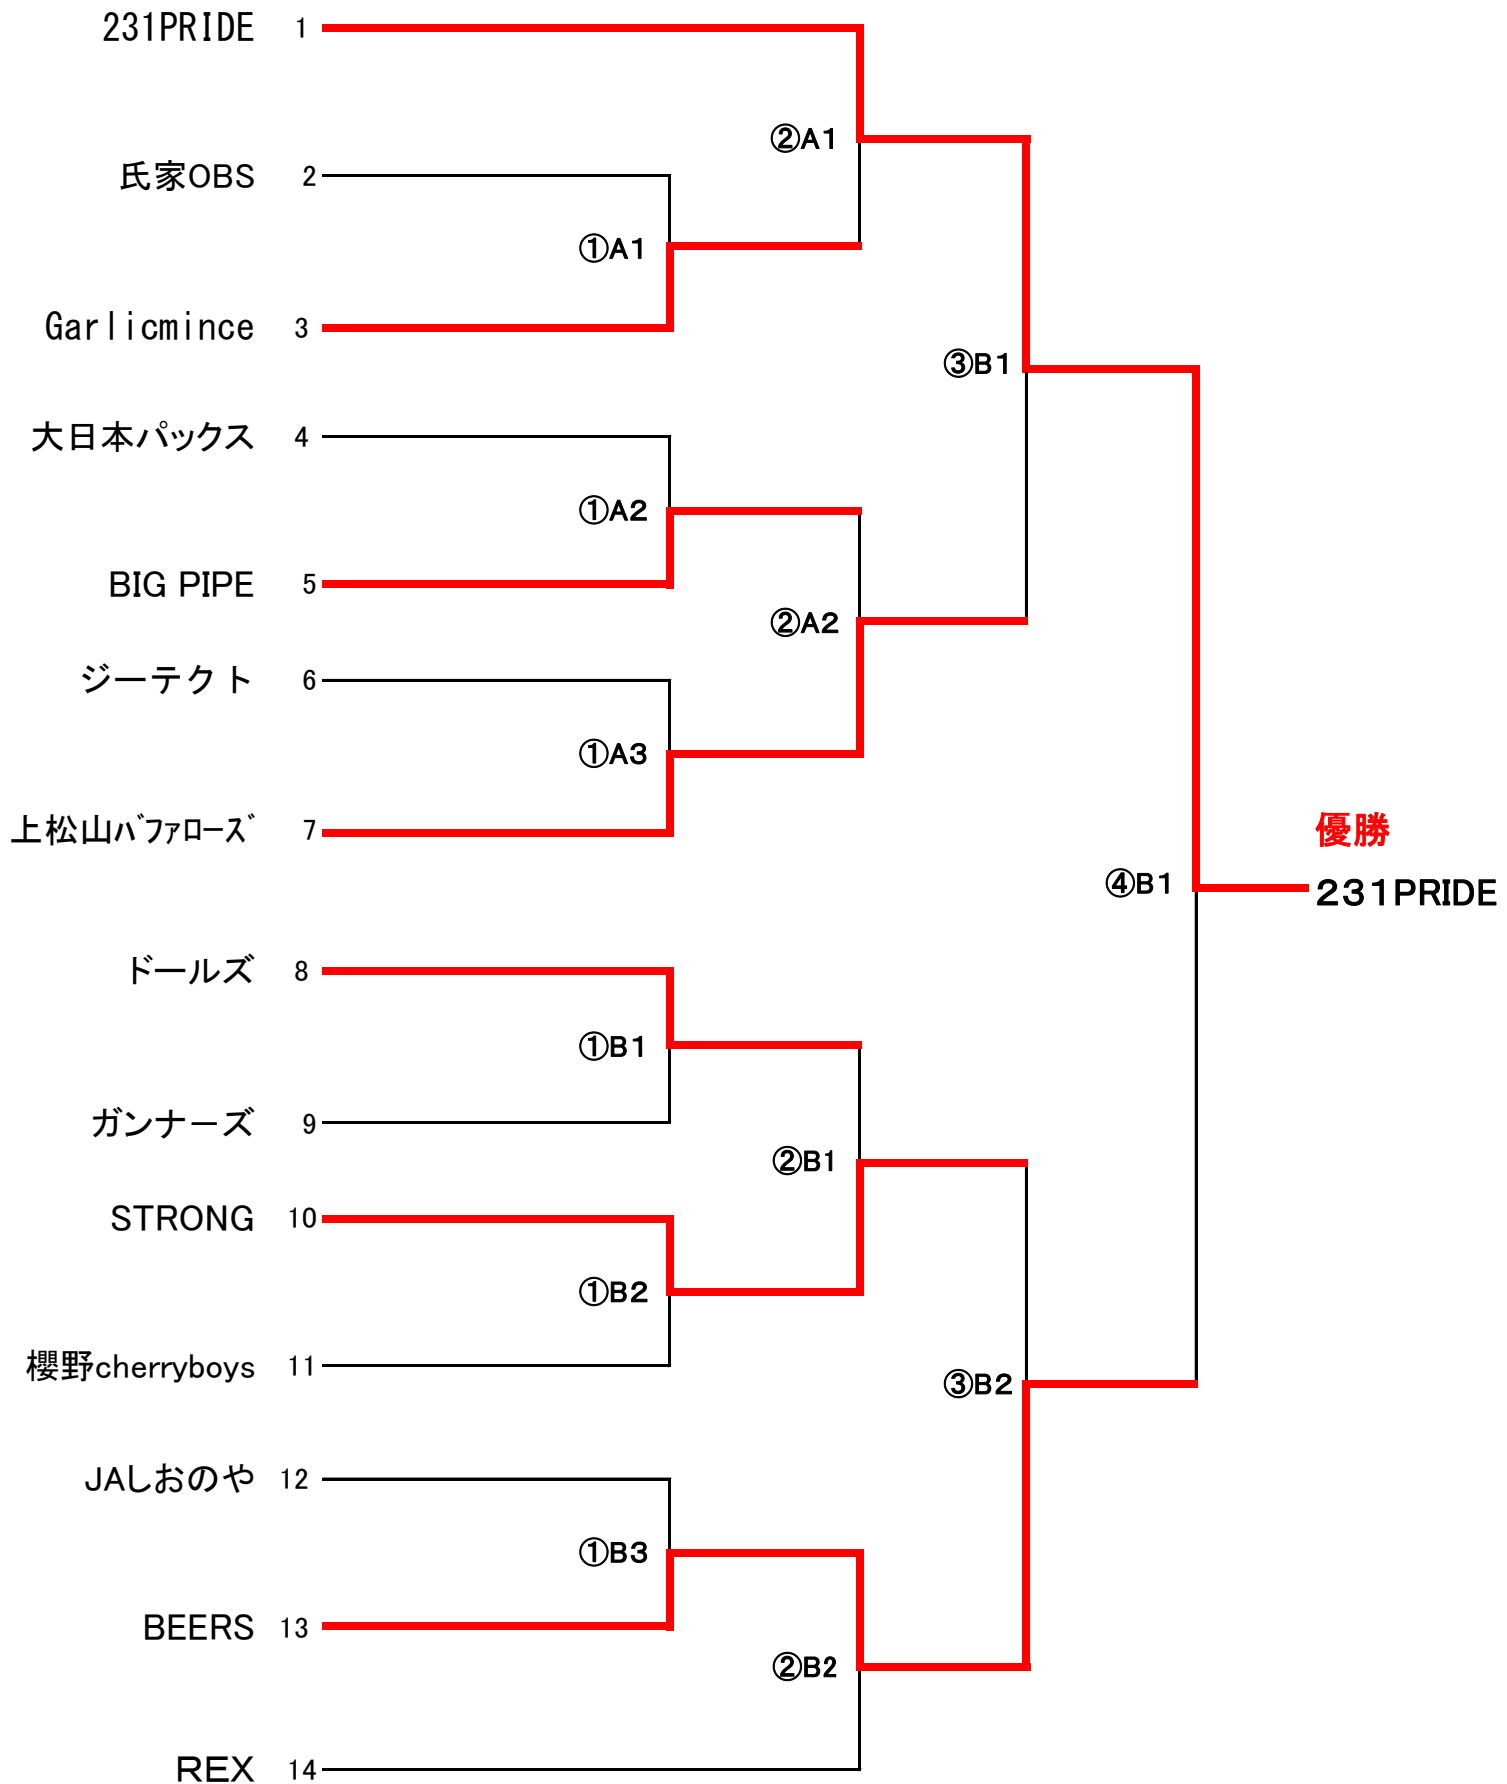 231PRIDE 1
②A1
氏家OBS 2
①A1
Garlicmince 3
③B1
大日本パックス 4
①A2
BIG PIPE 5
②A2
ジーテクト 6
①A3
上松山ﾊﾞﾌｧﾛｰｽﾞ 7
優勝
④B1
２３１PRIDE
ドールズ 8
①B1
ガンナーズ 9
②B1
STRONG 10
①B2
櫻野cherryboys 11
③B2
JAしおのや 12
①B3
BEERS 13
②B2
ＲＥＸ 14